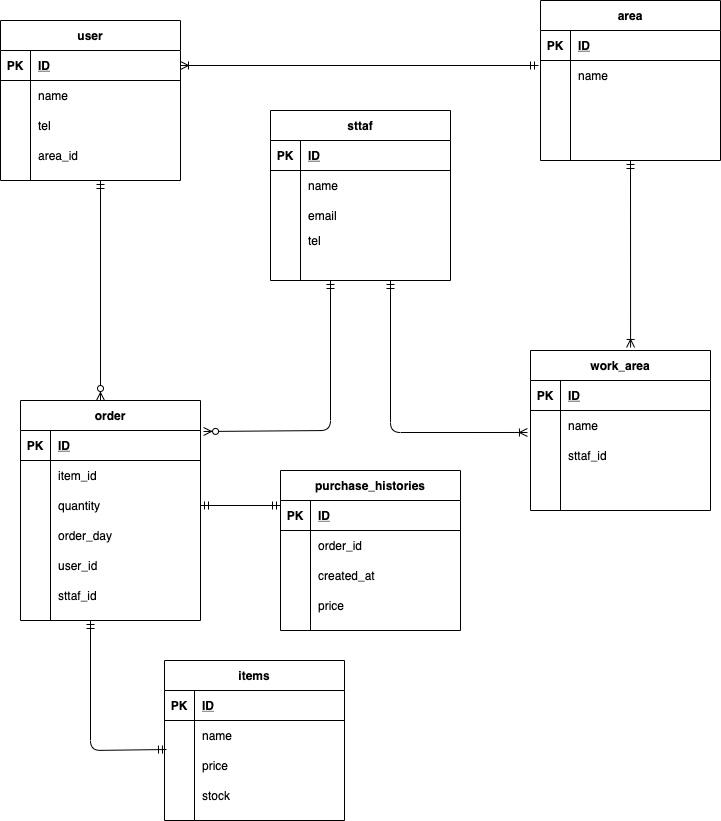 user
PK ID
name
tel
area_id
area
PK ID
name
sttaf
PK ID
name
email
tel
work_area
PK ID
name
sttaf_id
order
PK ID
item_id
quantity
order_day
user_id
sttaf_id
purchase_histories
PK ID
order_id
created_at
price
items
PK ID
name
price
stock